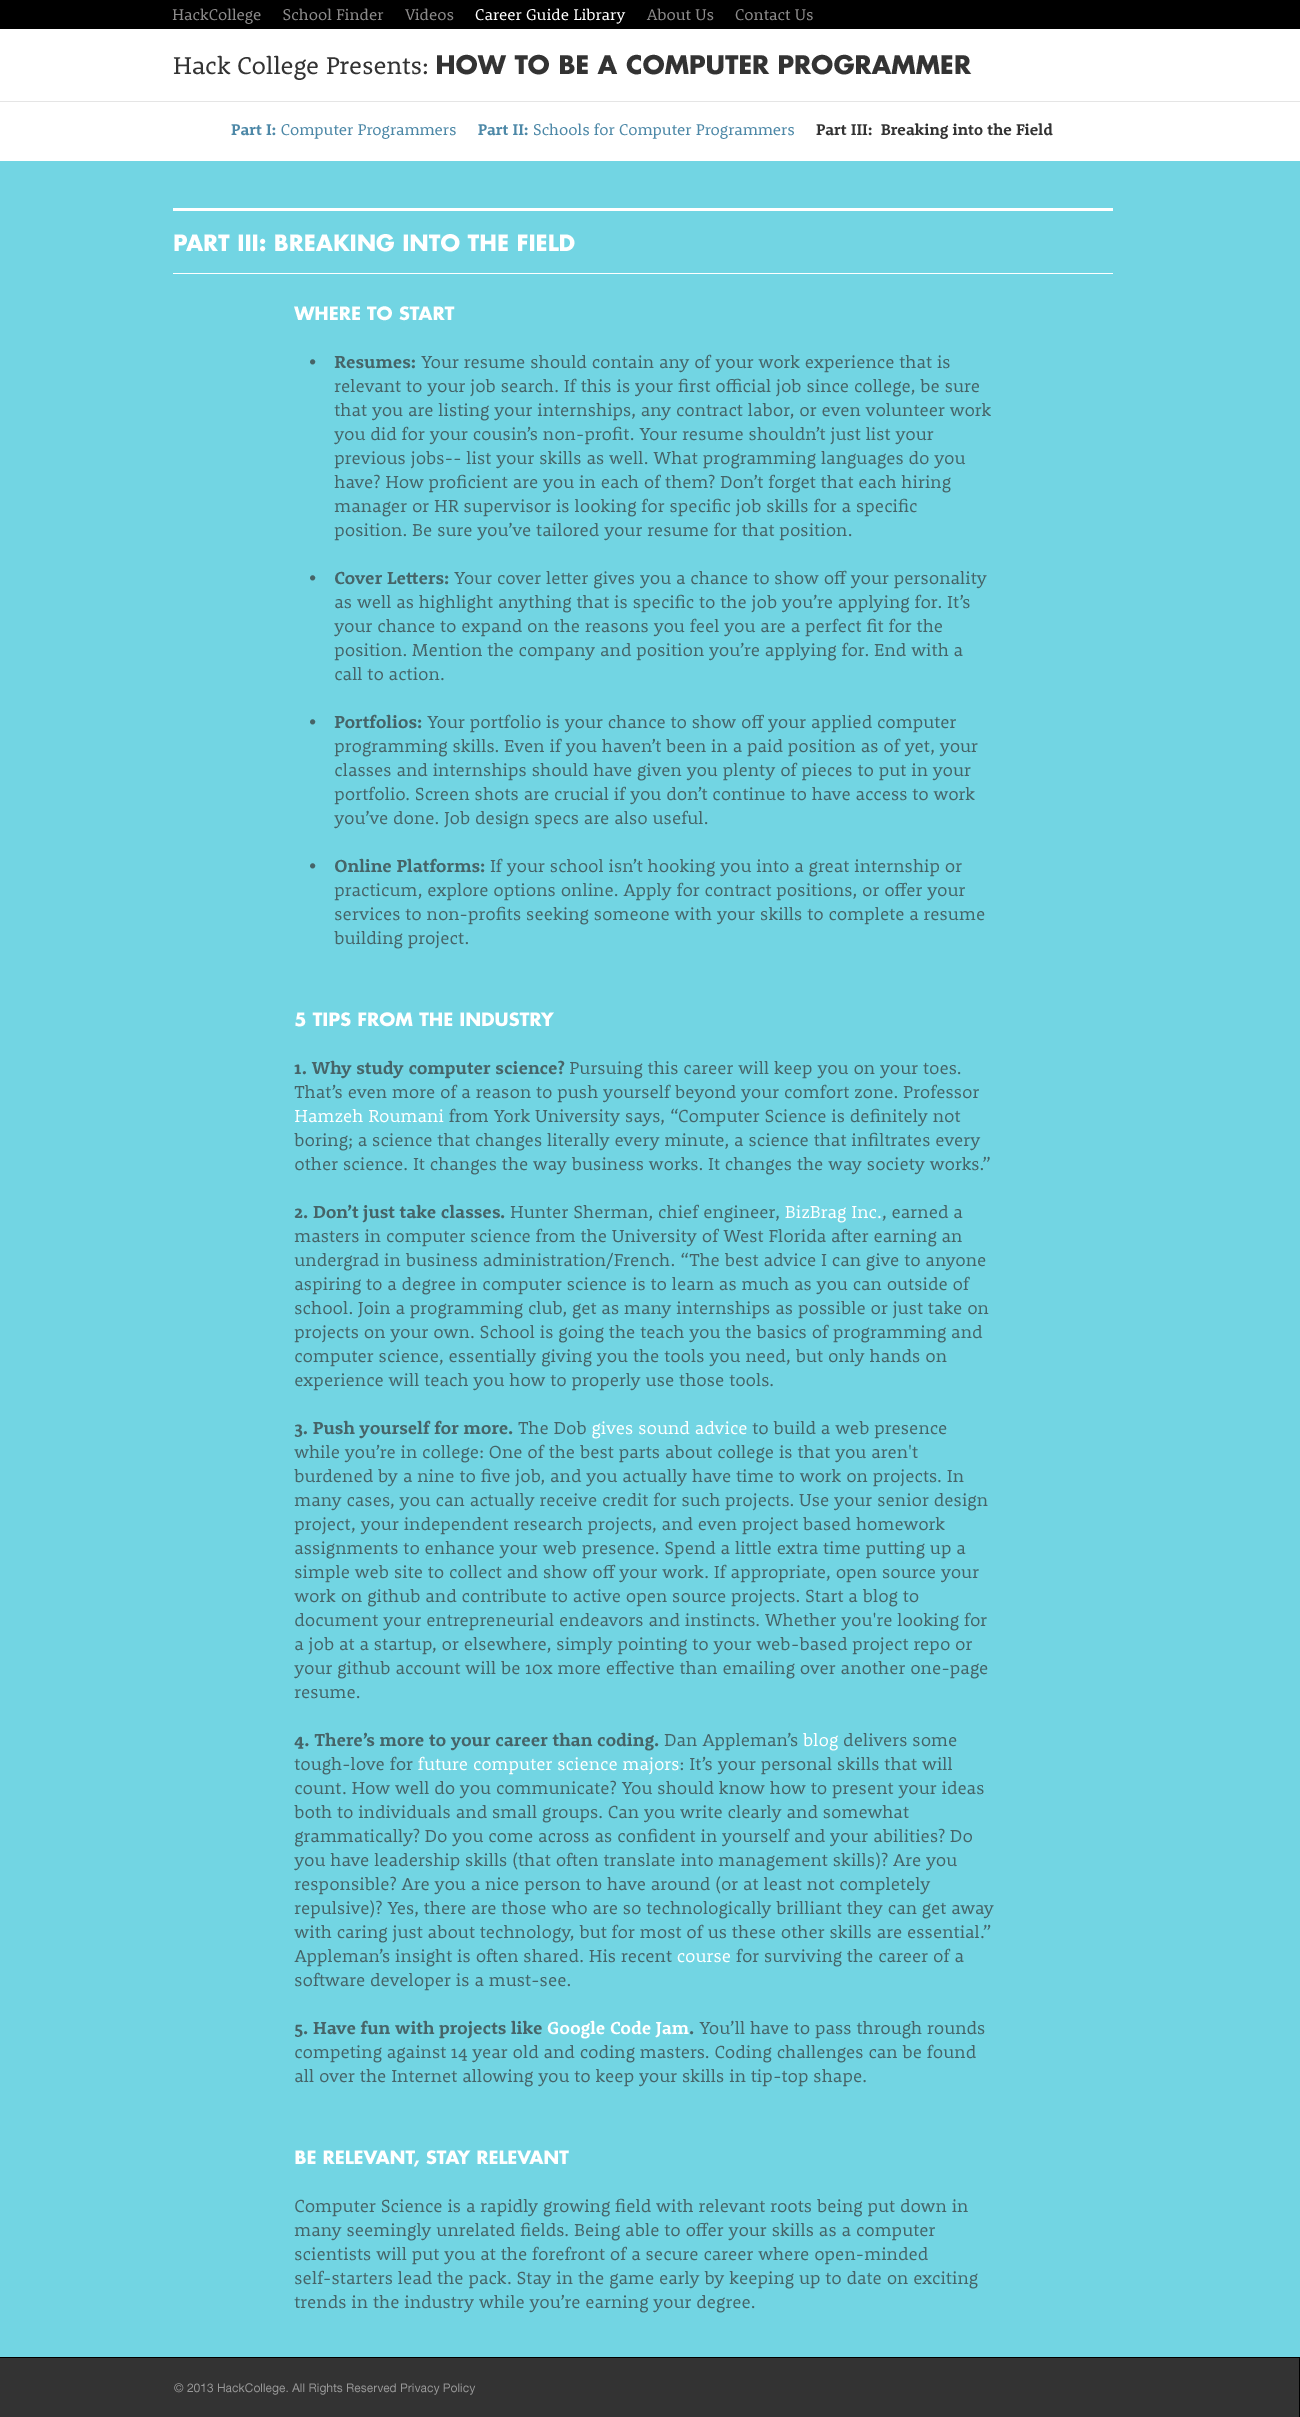 HackCollege School Finder Videos Career Guide Library About Us Contact Us
Hack College Presents: HOW TO BE A COMPUTER PROGRAMMER
Part I: Computer Programmers Part II: Schools for Computer Programmers Part III: Breaking into the Field
PART III: BREAKING INTO THE FIELD
WHERE TO START
• Resumes: Your resume should contain any of your work experience that is
relevant to your job search. If this is your first official job since college, be sure
that you are listing your internships, any contract labor, or even volunteer work
you did for your cousin’s non-profit. Your resume shouldn’t just list your
previous jobs-- list your skills as well. What programming languages do you
have? How proficient are you in each of them? Don’t forget that each hiring
manager or HR supervisor is looking for specific job skills for a specific
position. Be sure you’ve tailored your resume for that position.
• Cover Letters: Your cover letter gives you a chance to show off your personality
as well as highlight anything that is specific to the job you’re applying for. It’s
your chance to expand on the reasons you feel you are a perfect fit for the
position. Mention the company and position you’re applying for. End with a
call to action.
• Portfolios: Your portfolio is your chance to show off your applied computer
programming skills. Even if you haven’t been in a paid position as of yet, your
classes and internships should have given you plenty of pieces to put in your
portfolio. Screen shots are crucial if you don’t continue to have access to work
you’ve done. Job design specs are also useful.
• Online Platforms: If your school isn’t hooking you into a great internship or
practicum, explore options online. Apply for contract positions, or offer your
services to non-profits seeking someone with your skills to complete a resume
building project.
5 TIPS FROM THE INDUSTRY
1. Why study computer science? Pursuing this career will keep you on your toes.
That’s even more of a reason to push yourself beyond your comfort zone. Professor
Hamzeh Roumani from York University says, “Computer Science is definitely not
boring; a science that changes literally every minute, a science that infiltrates every
other science. It changes the way business works. It changes the way society works.”
2. Don’t just take classes. Hunter Sherman, chief engineer, BizBrag Inc., earned a
masters in computer science from the University of West Florida after earning an
undergrad in business administration/French. “The best advice I can give to anyone
aspiring to a degree in computer science is to learn as much as you can outside of
school. Join a programming club, get as many internships as possible or just take on
projects on your own. School is going the teach you the basics of programming and
computer science, essentially giving you the tools you need, but only hands on
experience will teach you how to properly use those tools.
3. Push yourself for more. The Dob gives sound advice to build a web presence
while you’re in college: One of the best parts about college is that you aren't
burdened by a nine to five job, and you actually have time to work on projects. In
many cases, you can actually receive credit for such projects. Use your senior design
project, your independent research projects, and even project based homework
assignments to enhance your web presence. Spend a little extra time putting up a
simple web site to collect and show off your work. If appropriate, open source your
work on github and contribute to active open source projects. Start a blog to
document your entrepreneurial endeavors and instincts. Whether you're looking for
a job at a startup, or elsewhere, simply pointing to your web-based project repo or
your github account will be 10x more effective than emailing over another one-page
resume.
4. There’s more to your career than coding. Dan Appleman’s blog delivers some
tough-love for future computer science majors: It’s your personal skills that will
count. How well do you communicate? You should know how to present your ideas
both to individuals and small groups. Can you write clearly and somewhat
grammatically? Do you come across as confident in yourself and your abilities? Do
you have leadership skills (that often translate into management skills)? Are you
responsible? Are you a nice person to have around (or at least not completely
repulsive)? Yes, there are those who are so technologically brilliant they can get away
with caring just about technology, but for most of us these other skills are essential.”
Appleman’s insight is often shared. His recent course for surviving the career of a
software developer is a must-see.
5. Have fun with projects like Google Code Jam. You’ll have to pass through rounds
competing against 14 year old and coding masters. Coding challenges can be found
all over the Internet allowing you to keep your skills in tip-top shape.
BE RELEVANT, STAY RELEVANT
Computer Science is a rapidly growing field with relevant roots being put down in
many seemingly unrelated fields. Being able to offer your skills as a computer
scientists will put you at the forefront of a secure career where open-minded
self-starters lead the pack. Stay in the game early by keeping up to date on exciting
trends in the industry while you’re earning your degree.
© 2013 HackCollege. All Rights Reserved Privacy Policy